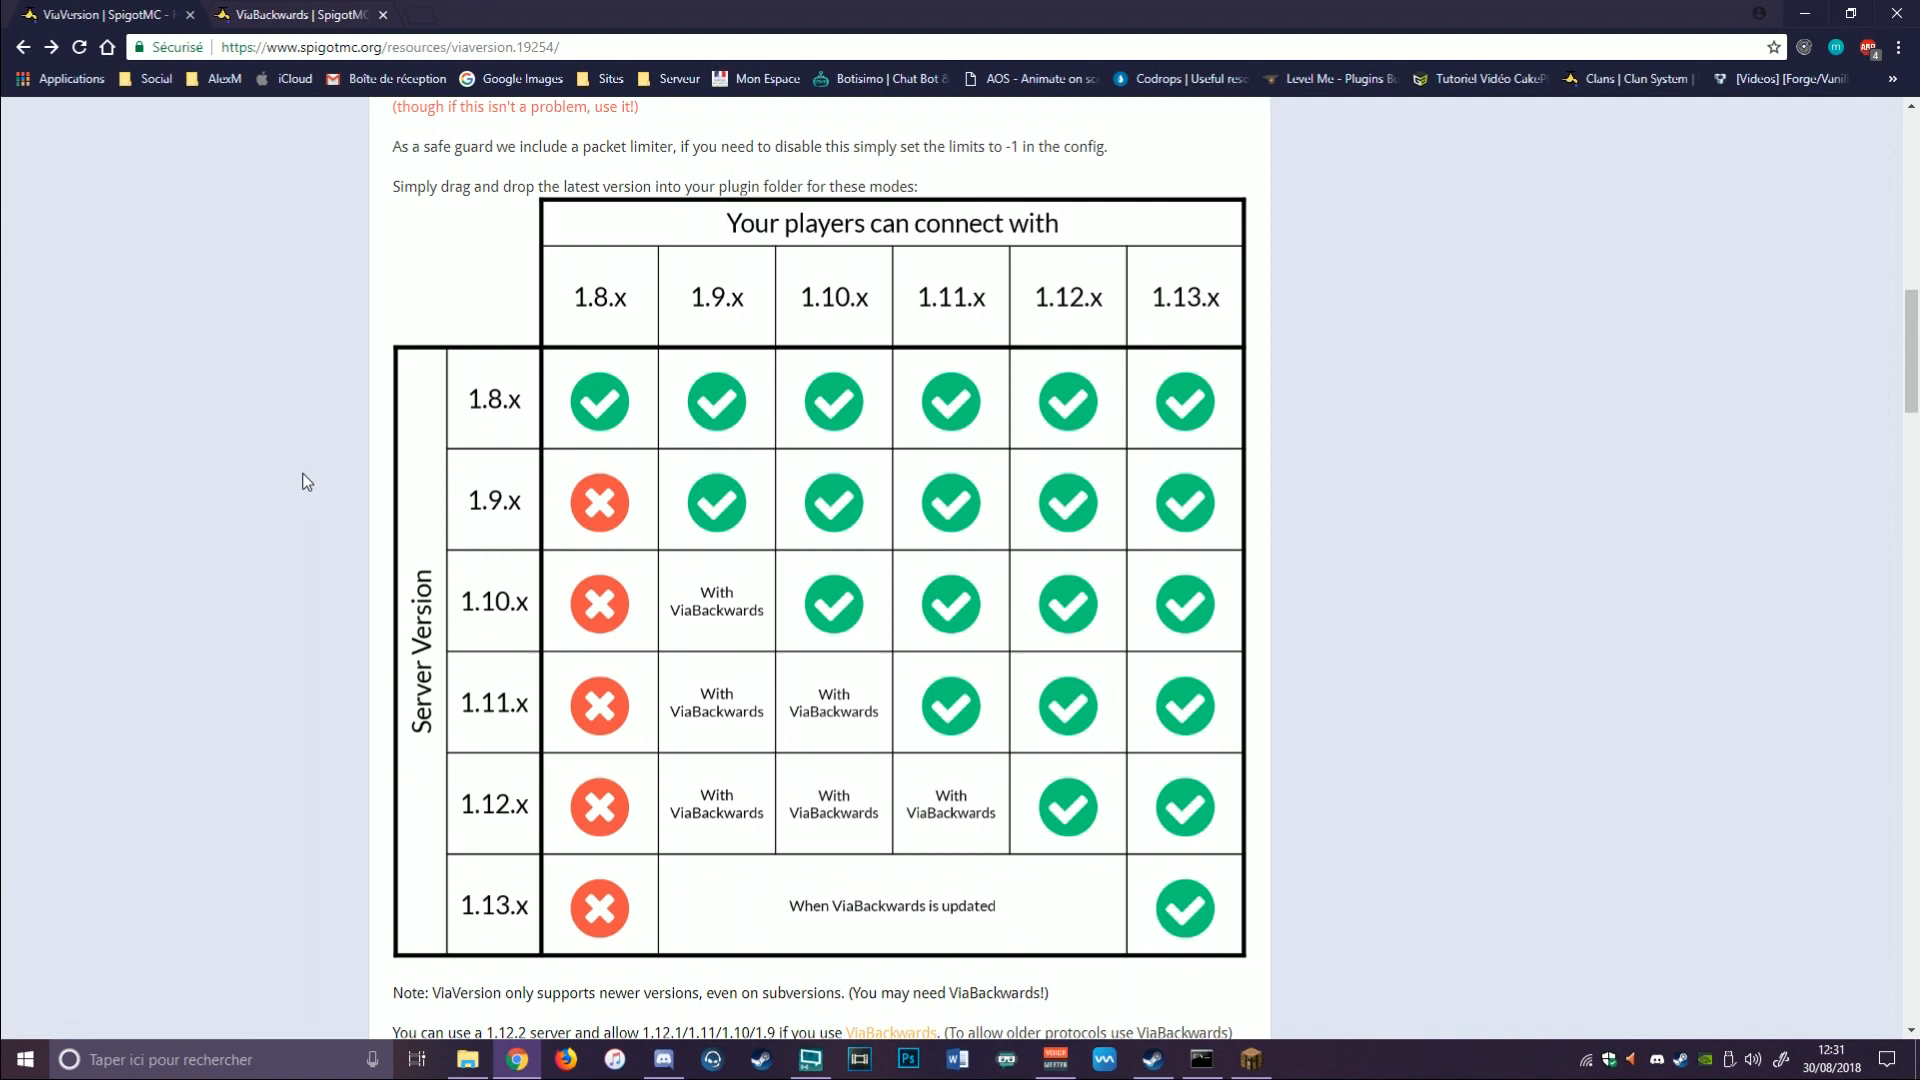 ViaVersion | SpigotMC -
ViaBackwards | SpigotMC
Sécurisé
https://www.spigotmc.org/resources/viaversion.19254/
4
Applications
Social
AlexM
iCloud
Boîte de réception
Google Images
Sites
Serveur
Mon Espace
Botisimo | Chat Bot &
AOS - Animate on sc
Codrops | Useful reso
Level Me - Plugins Bu
Tutoriel Vidéo CakeP
Clans | Clan System |
[Videos] [Forge/Vanil
»
(though if this isn't a problem, use it!)
As a safe guard we include a packet limiter, if you need to disable this simply set the limits to -1 in the config.
Simply drag and drop the latest version into your plugin folder for these modes:
Your players can connect with
1.8.x
1.9.x
1.10.x
1.11.x
1.12.x
1.13.x
Server Version
1.8.x
1.9.x
1.10.x
With
ViaBackwards
1.11.x
With
ViaBackwards
With
ViaBackwards
1.12.x
With
ViaBackwards
With
ViaBackwards
With
ViaBackwards
1.13.x
When ViaBackwards is updated
Note: ViaVersion only supports newer versions, even on subversions. (You may need ViaBackwards!)
You can use a 1.12.2 server and allow 1.12.1/1.11/1.10/1.9 if you use ViaBackwards. (To allow older protocols use ViaBackwards)
Taper ici pour rechercher
Ps
12:31
30/08/2018